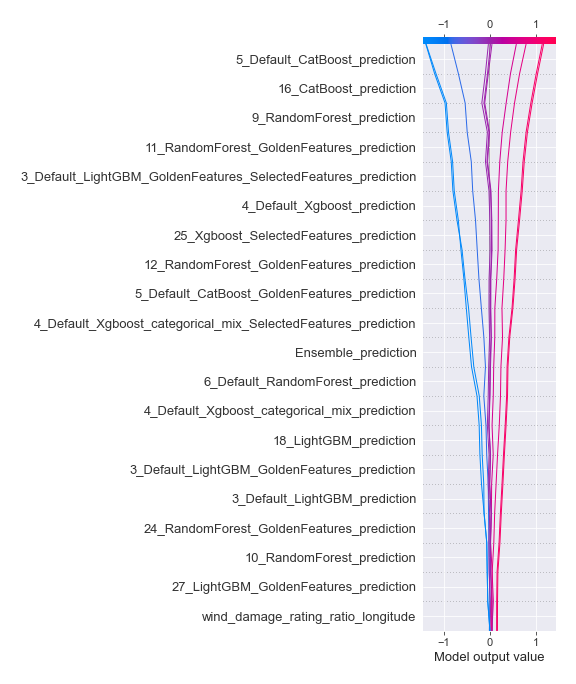 −1 0 1
5_Default_CatBoost_prediction
16_CatBoost_prediction
9_RandomForest_prediction
11_RandomForest_GoldenFeatures_prediction
3_Default_LightGBM_GoldenFeatures_SelectedFeatures_prediction
4_Default_Xgboost_prediction
25_Xgboost_SelectedFeatures_prediction
12_RandomForest_GoldenFeatures_prediction
5_Default_CatBoost_GoldenFeatures_prediction
4_Default_Xgboost_categorical_mix_SelectedFeatures_prediction
Ensemble_prediction
6_Default_RandomForest_prediction
4_Default_Xgboost_categorical_mix_prediction
18_LightGBM_prediction
3_Default_LightGBM_GoldenFeatures_prediction
3_Default_LightGBM_prediction
24_RandomForest_GoldenFeatures_prediction
10_RandomForest_prediction
27_LightGBM_GoldenFeatures_prediction
wind_damage_rating_ratio_longitude
−1 0 1
Model output value